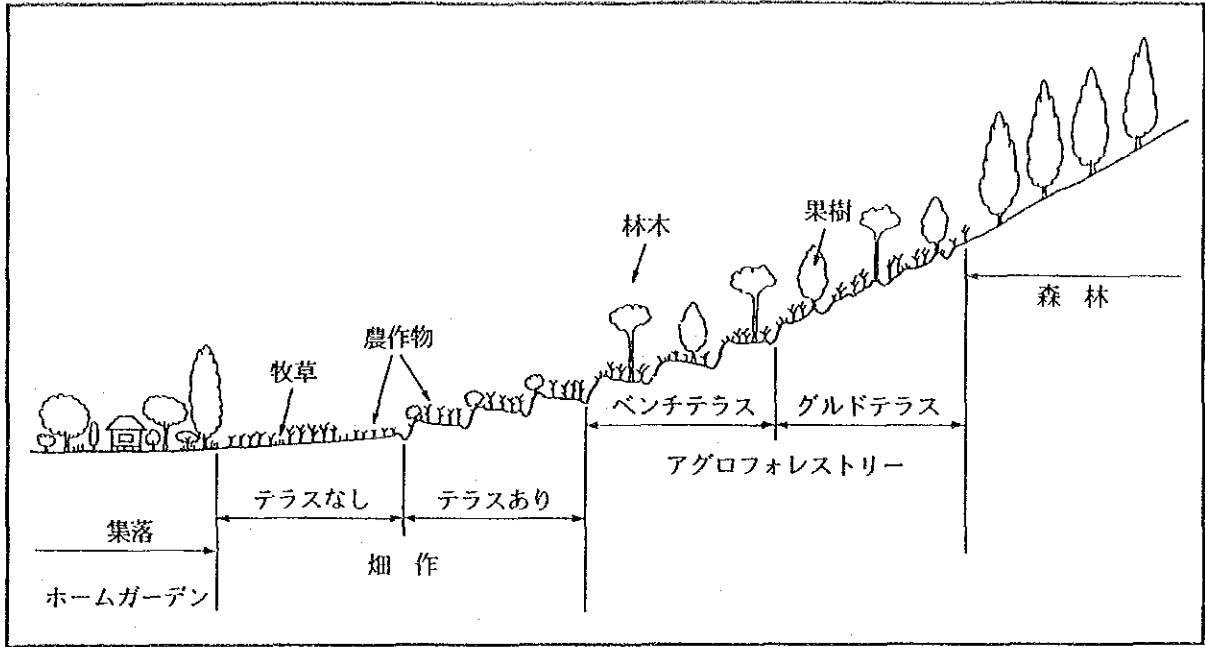 果樹
林木
森 林
農作物
牧草
ベンチテラス
グルドテラス
アグロフォレストリー
テラスなし
テラスあり
集落
畑 作
ホームガーデン